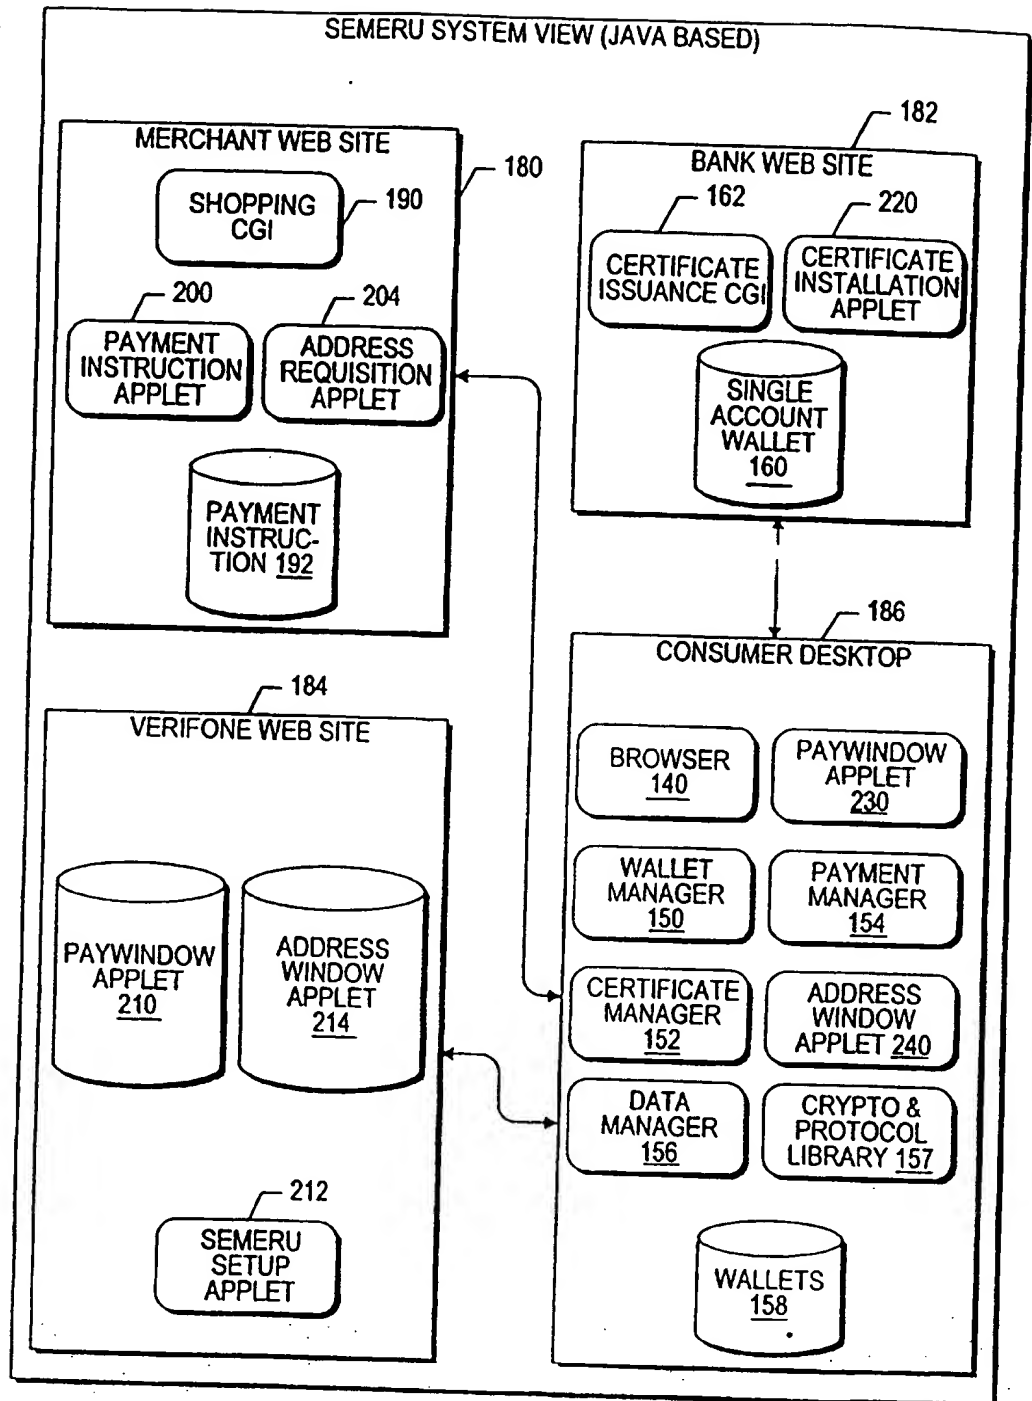 SEMERU SYSTEM VIEW (JAVA BASED)
MERCHANT WEB SITE
180
SHOPPING
CGI
190
200
204
PAYMENT
INSTRUCTION
APPLET
ADDRESS
REQUISITION
APPLET
PAYMENT
INSTRUC-
TION 192
182
BANK WEB SITE
162
220
CERTIFICATE
ISSUANCE CGI
CERTIFICATE
INSTALLATION
APPLET
SINGLE
ACCOUNT
WALLET
160
184
VERIFONE WEB SITE
PAYWINDOW
APPLET
210
ADDRESS
WINDOW
APPLET
214
212
SEMERU
SETUP
APPLET
186
CONSUMER DESKTOP
BROWSER
140
PAYWINDOW
APPLET
230
WALLET
MANAGER
150
PAYMENT
MANAGER
154
CERTIFICATE
MANAGER
152
ADDRESS
WINDOW
APPLET 240
DATA
MANAGER
156
CRYPTO &
PROTOCOL
LIBRARY 157
WALLETS
158